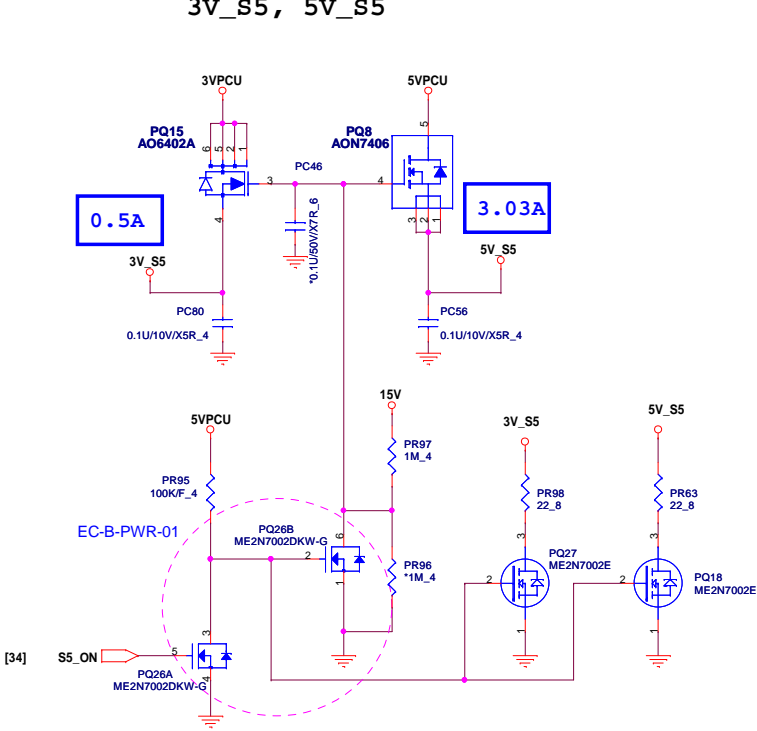 3V_S5, 5V_S5
3VPCU
5VPCU
PQ15
AO6402A
PQ8
AON7406
6
5
2
1
5
PC46
3
4
4
3
2
1
*0.1U/50V/X7R_6
0.5A
3.03A
3V_S5
5V_S5
PC80
0.1U/10V/X5R_4
PC56
0.1U/10V/X5R_4
15V
5VPCU
3V_S5
5V_S5
PR97
1M_4
PR95
100K/F_4
PR98
22_8
PR63
22_8
EC-B-PWR-01
PQ26B
ME2N7002DKW-G
6
2
1
PR96
*1M_4
3
PQ27
ME2N7002E
2
1
3
2
PQ18
ME2N7002E
1
[34]
S5_ON
3
5
4
PQ26A
ME2N7002DKW-G